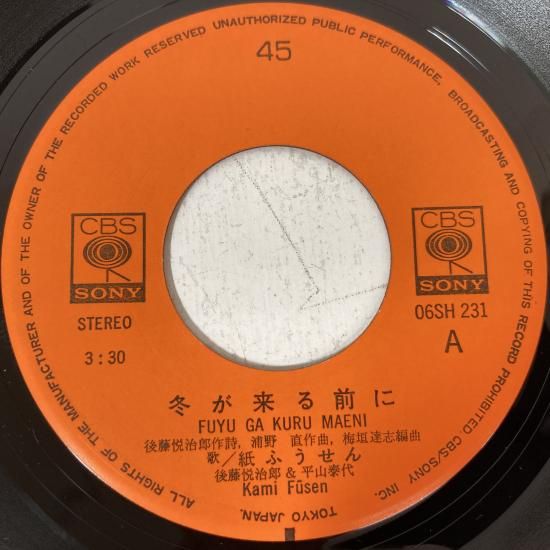 ALL RIGHTS OF THE MANUFACTURER AND OF THE OWNER OF THE RECORDED WORK RESERVED UNAUTHORIZED PUBLIC PERFORMANCE, BROADCASTING AND COPYING OF THIS RECORD PROHIBITED CBS/SONY INC. TOKYO JAPAN.
45
CBS
SONY
CBS
SONY
STEREO
06SH 231
3:30
A
冬が来る前に
FUYU GA KURU MAENI
後藤悦治郎作詩, 浦野 直作曲, 梅垣達志編曲
歌/紙ふうせん
後藤悦治郎 & 平山泰代
Kami Fūsen